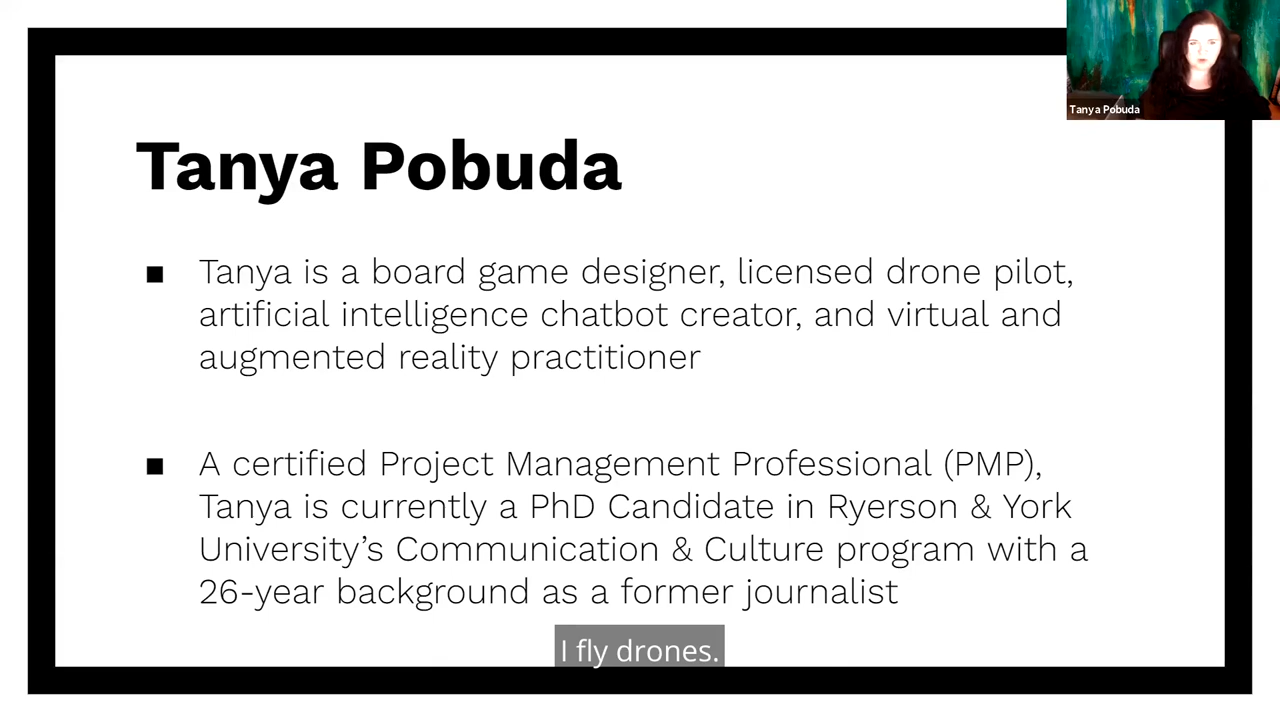 Tanya Pobuda
Tanya Pobuda
■ Tanya is a board game designer, licensed drone pilot,
artificial intelligence chatbot creator, and virtual and
augmented reality practitioner
■ A certified Project Management Professional (PMP),
Tanya is currently a PhD Candidate in Ryerson & York
University’s Communication & Culture program with a
26-year background as a former journalist
I fly drones.